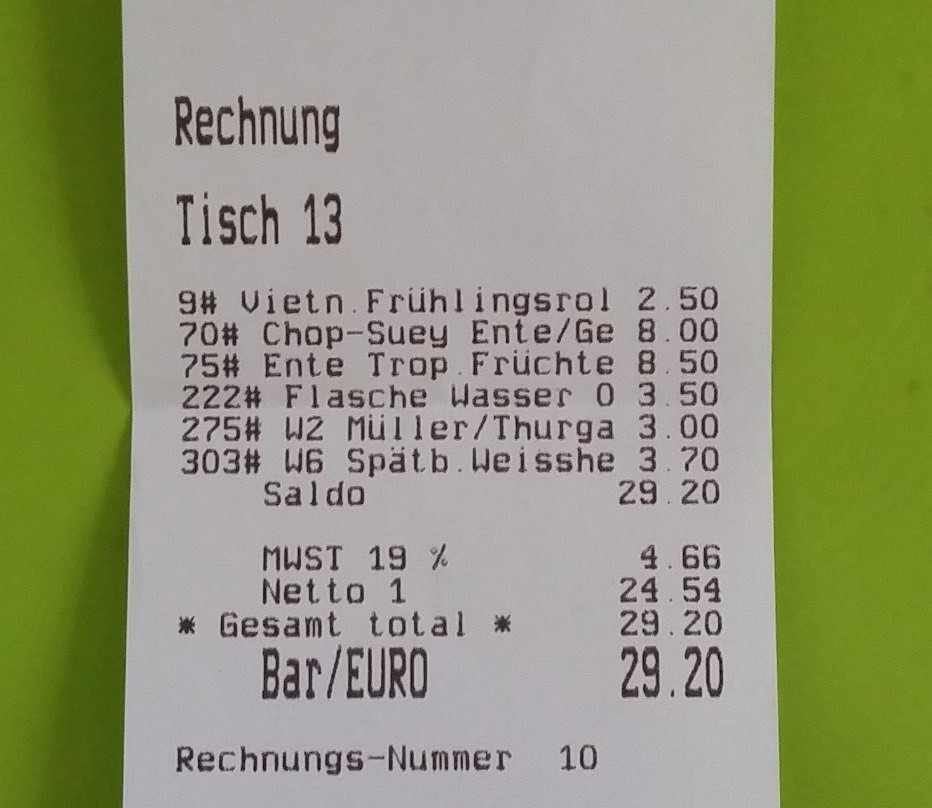 Rechnung
Tisch 13
9# Vietn.Frühlingsrol 2.50
70# Chop-Suey Ente/Ge 8.00
75# Ente Trop.Früchte 8.50
222# Flasche Wasser 0 3.50
275# W2 Müller/Thurga 3.00
303# W6 Spätb.Weisshe 3.70
Saldo 29.20
MWST 19 % 4.66
Netto 1 24.54
* Gesamt total * 29.20
Bar/EURO 29.20
Rechnungs-Nummer 10